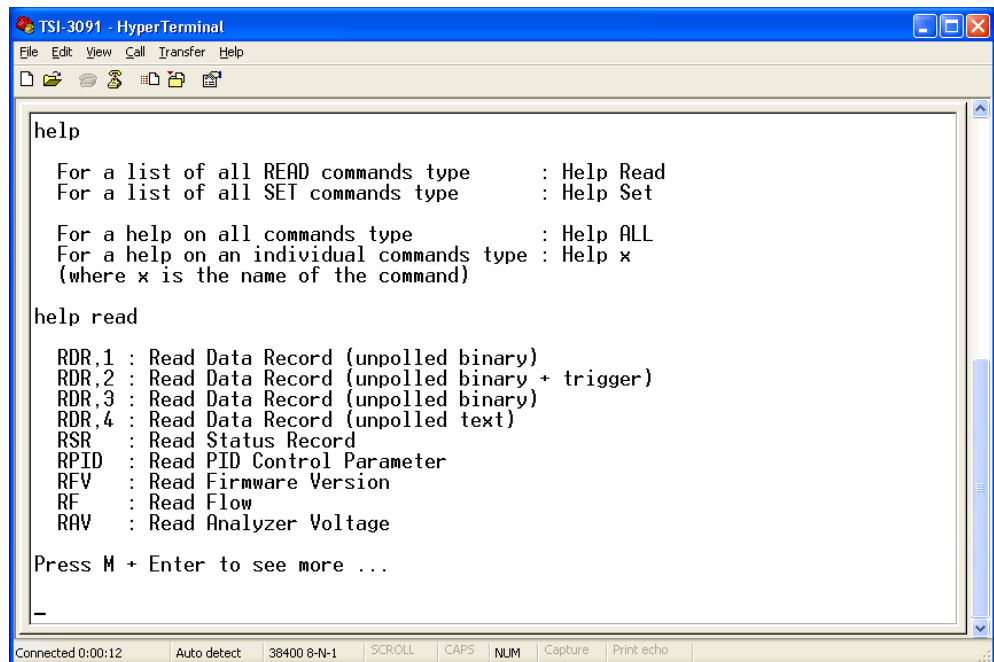 TSI-3091 - HyperTerminal
File Edit View Call Transfer Help
help
For a list of all READ commands type : Help Read
For a list of all SET commands type : Help Set
For a help on all commands type : Help ALL
For a help on an individual commands type : Help x
(where x is the name of the command)
help read
RDR,1 : Read Data Record (unpolled binary)
RDR,2 : Read Data Record (unpolled binary + trigger)
RDR,3 : Read Data Record (unpolled binary)
RDR,4 : Read Data Record (unpolled text)
RSR : Read Status Record
RPID : Read PID Control Parameter
RFV : Read Firmware Version
RF : Read Flow
RAV : Read Analyzer Voltage
Press M + Enter to see more ...
_
Connected 0:00:12 Auto detect 38400 8-N-1 SCROLL CAPS NUM Capture Print echo